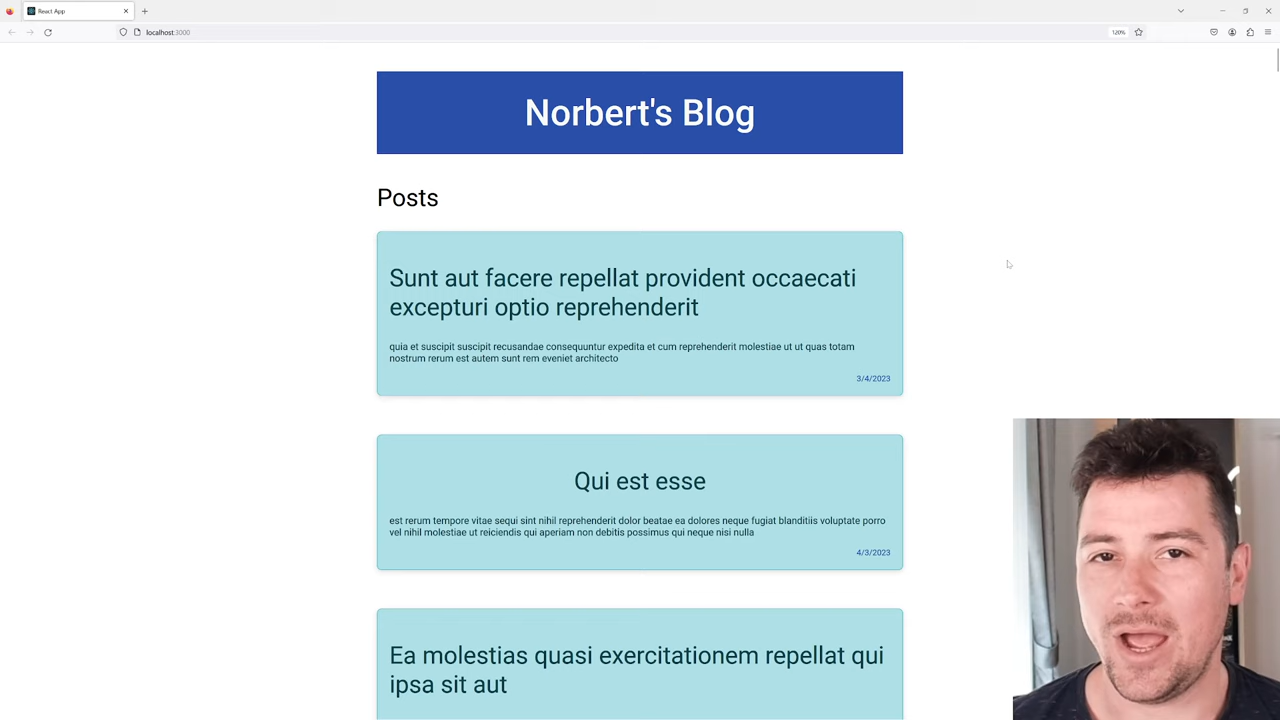 React App
localhost:3000
120%
Norbert's Blog
Posts
Sunt aut facere repellat provident occaecati
excepturi optio reprehenderit
quia et suscipit suscipit recusandae consequuntur expedita et cum reprehenderit molestiae ut ut quas totam
nostrum rerum est autem sunt rem eveniet architecto
3/4/2023
Qui est esse
est rerum tempore vitae sequi sint nihil reprehenderit dolor beatae ea dolores neque fugiat blanditiis voluptate porro
vel nihil molestiae ut reiciendis qui aperiam non debitis possimus qui neque nisi nulla
4/3/2023
Ea molestias quasi exercitationem repellat qui
ipsa sit aut